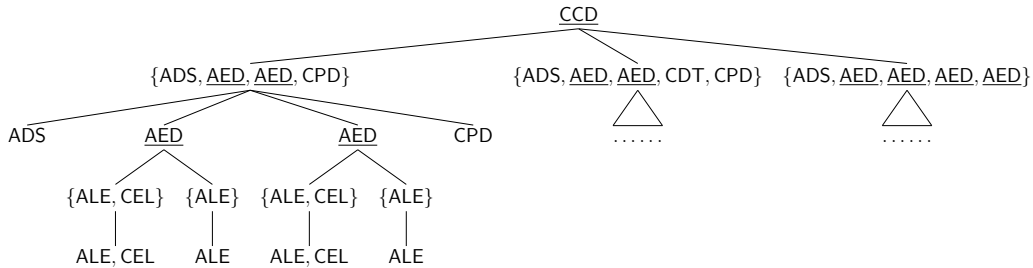 CCD
{ADS, AED, AED, CPD} {ADS, AED, AED, CDT, CPD} {ADS, AED, AED, AED, AED}
ADS AED AED CPD ...... ......
{ALE, CEL} {ALE} {ALE, CEL} {ALE}
ALE, CEL ALE ALE, CEL ALE